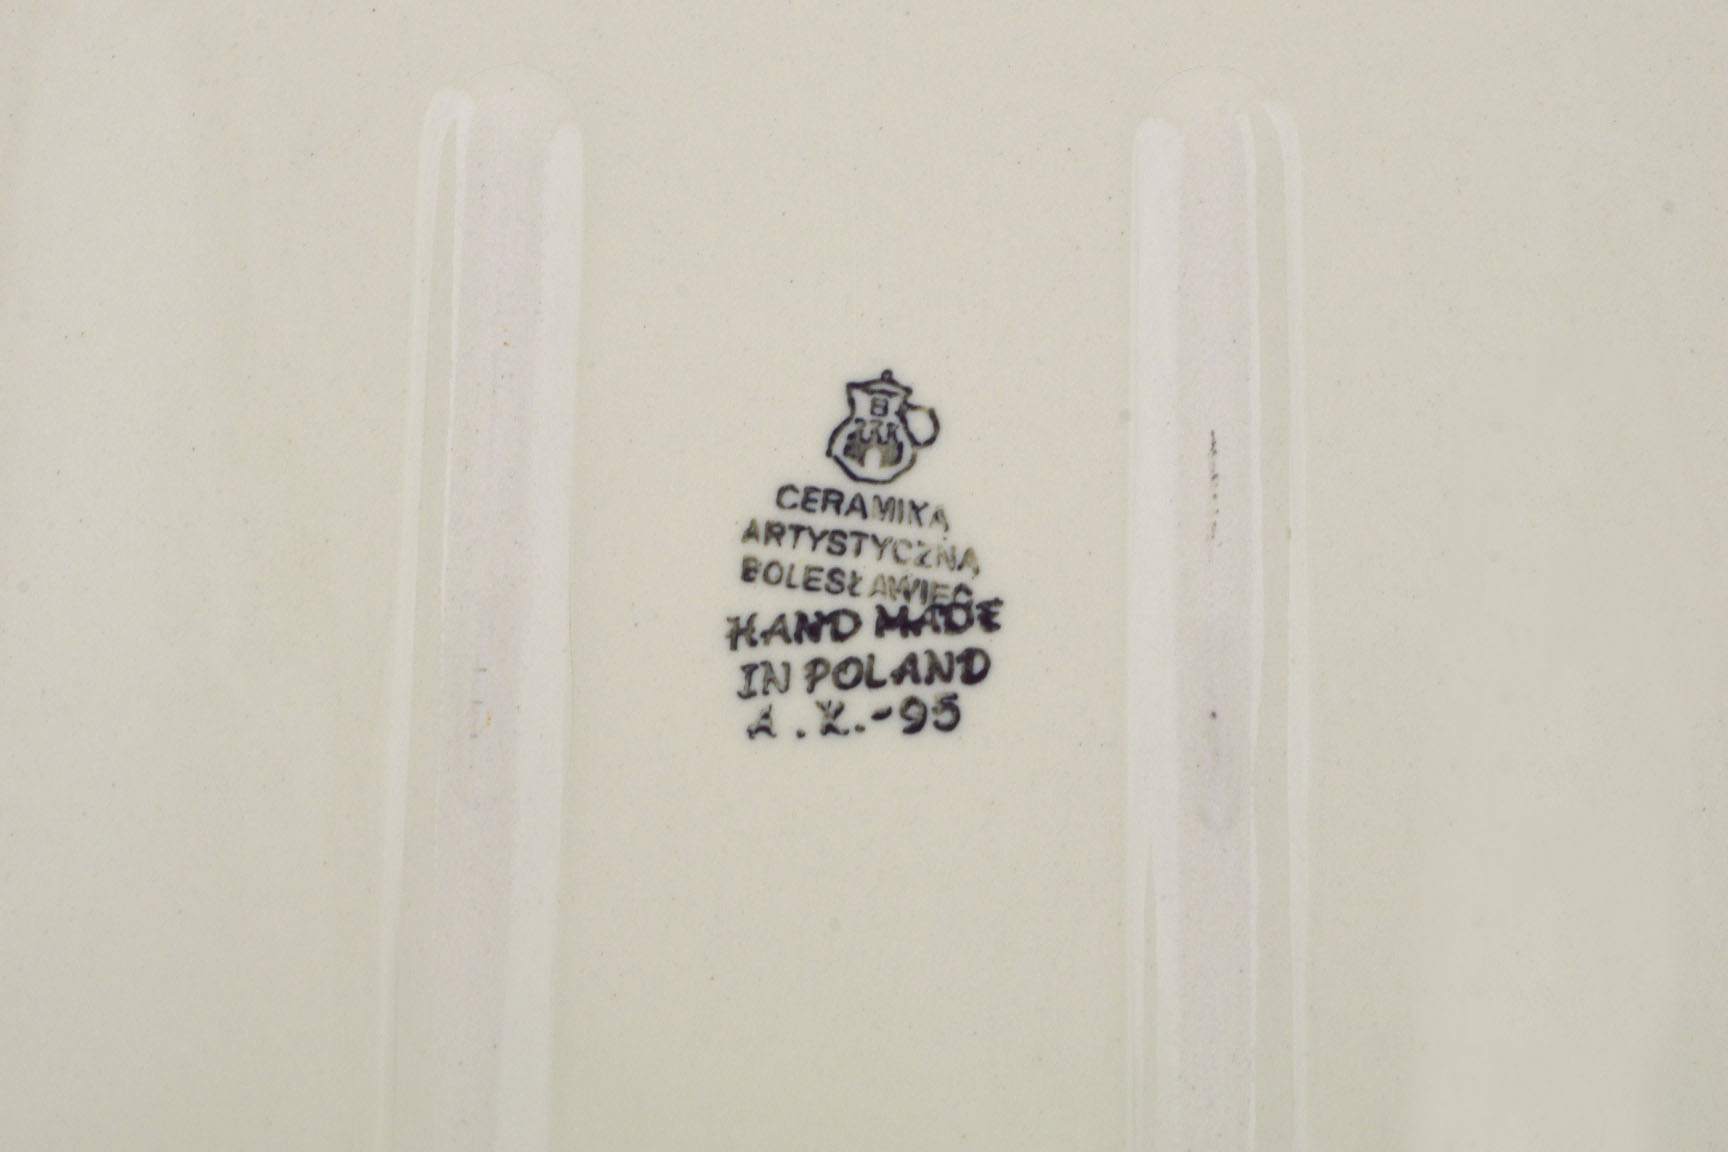 B
CERAMIKA
ARTYSTYCZNA
BOLESŁAWIEC
HAND MADE
IN POLAND
-95